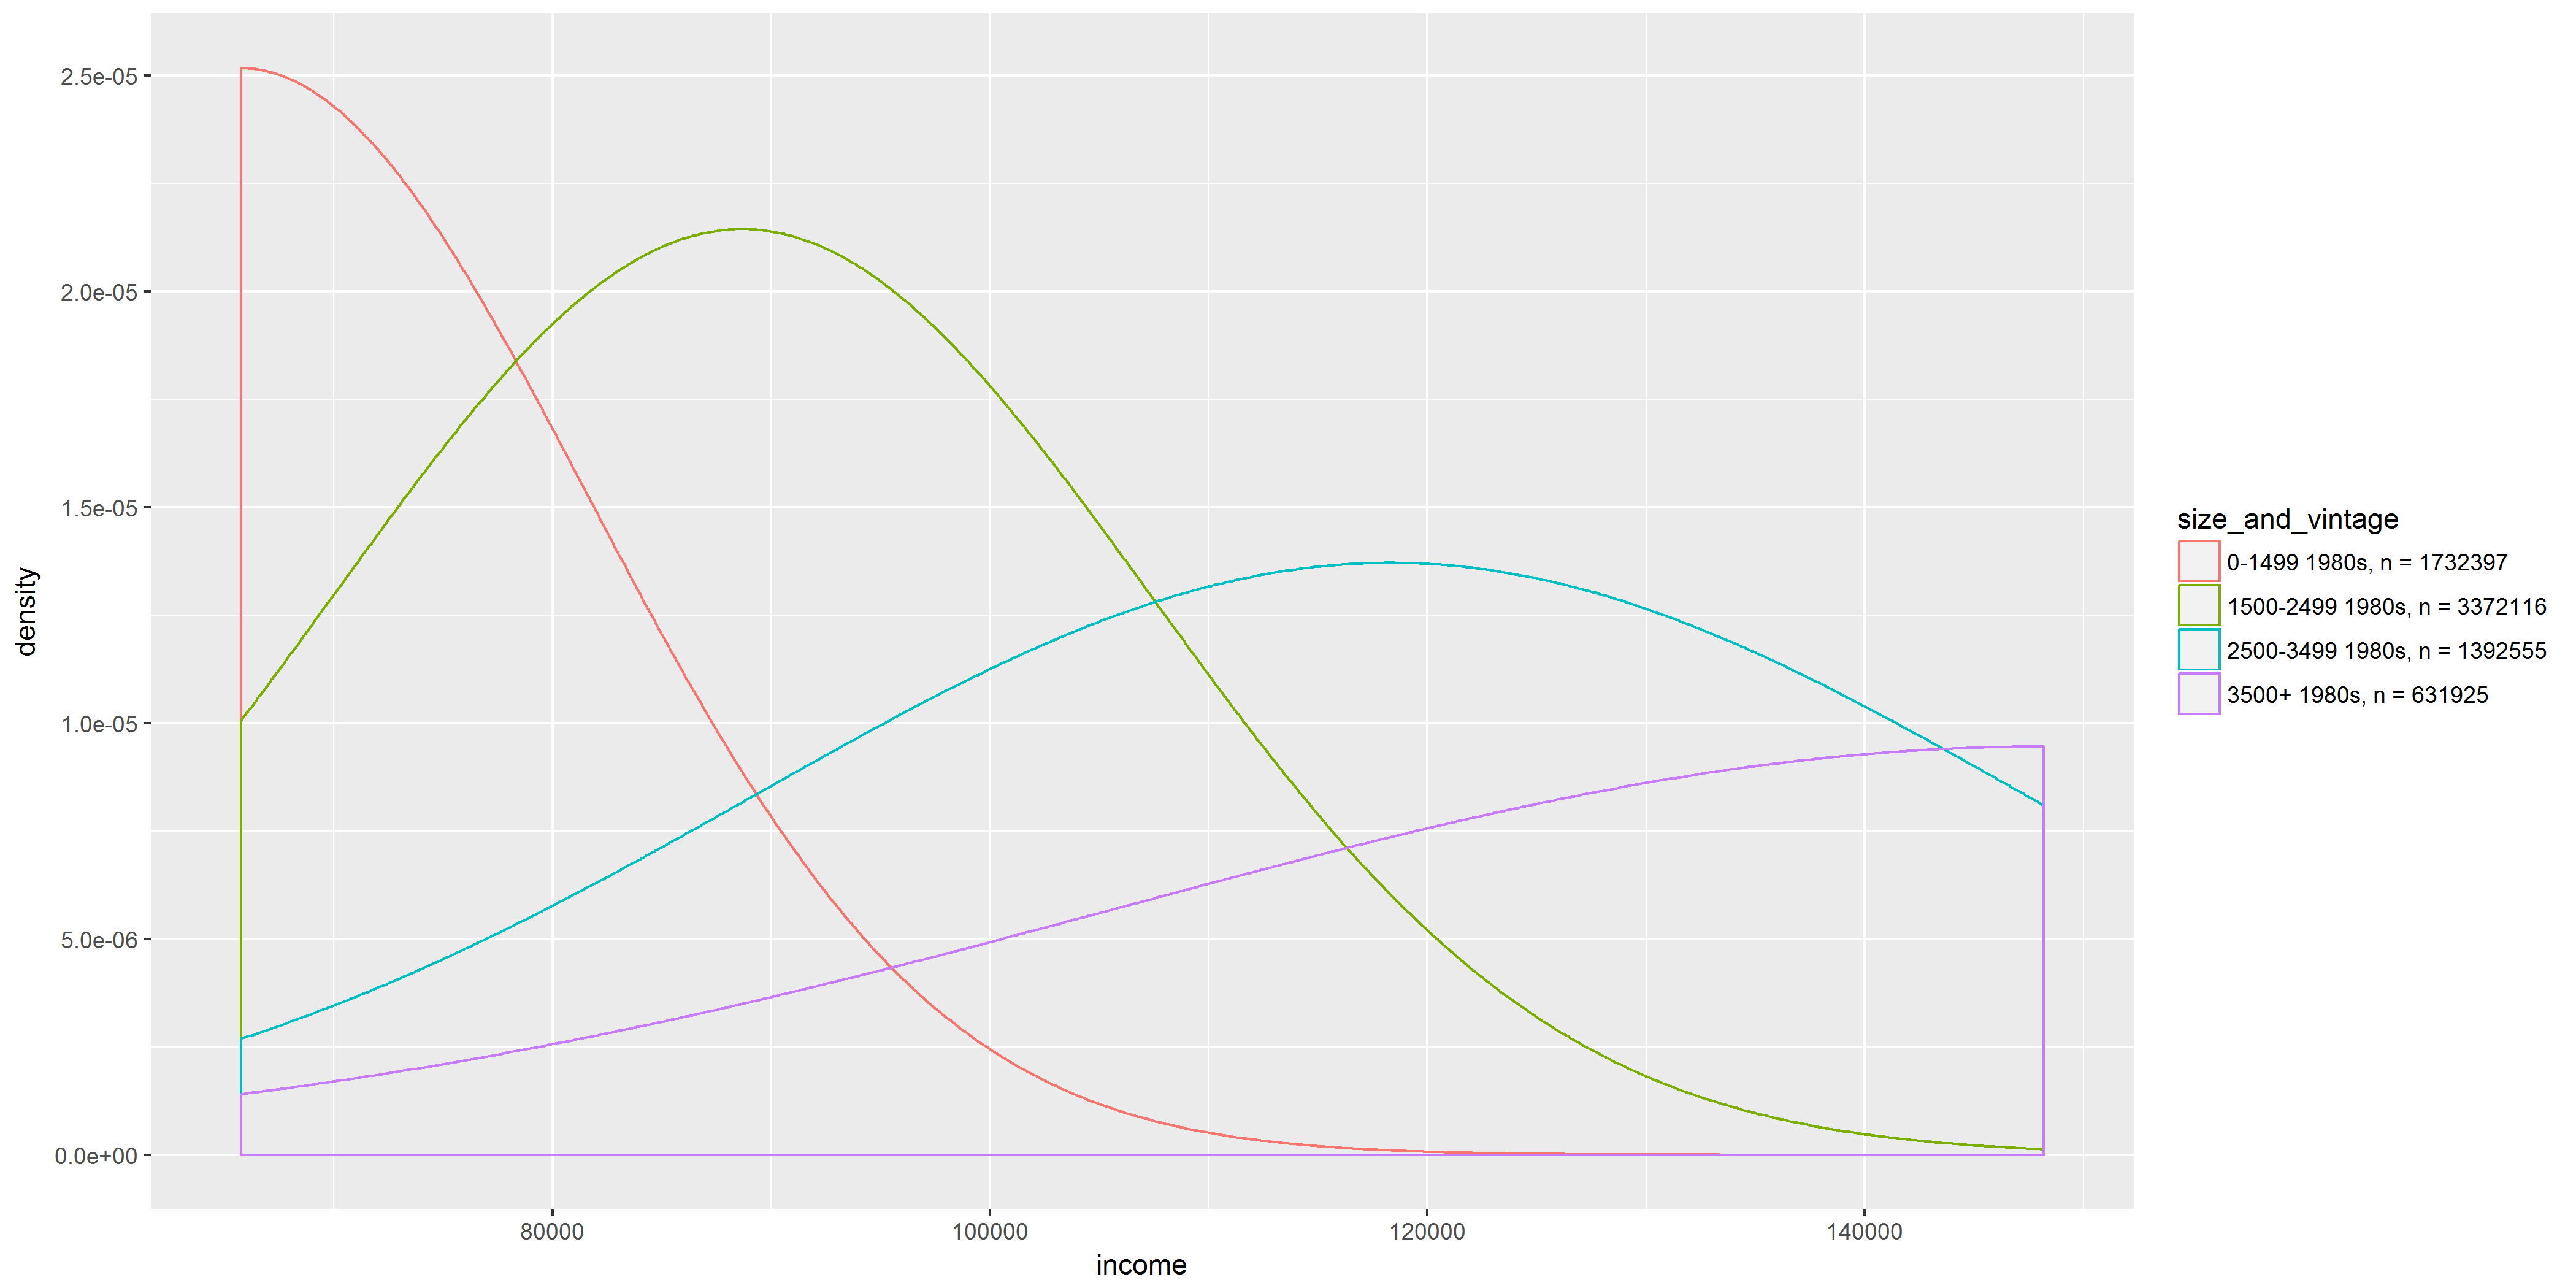 2.5e-05
2.0e-05
1.5e-05
1.0e-05
5.0e-06
0.0e+00
density
80000
100000
120000
140000
income
size_and_vintage
0-1499 1980s, n = 1732397
1500-2499 1980s, n = 3372116
2500-3499 1980s, n = 1392555
3500+ 1980s, n = 631925